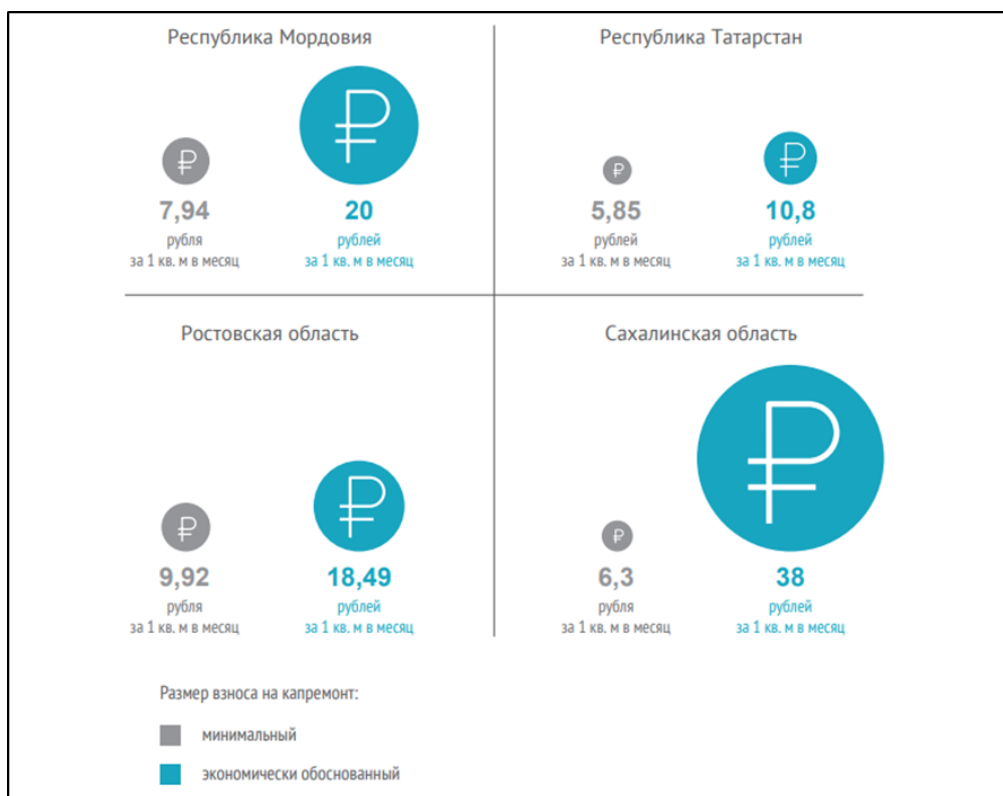 Республика Мордовия
Республика Татарстан
7,94
рубля
за 1 кв. м в месяц
20
рублей
за 1 кв. м в месяц
5,85
рублей
за 1 кв. м в месяц
10,8
рублей
за 1 кв. м в месяц
Ростовская область
Сахалинская область
9,92
рубля
за 1 кв. м в месяц
18,49
рублей
за 1 кв. м в месяц
6,3
рубля
за 1 кв. м в месяц
38
рублей
за 1 кв. м в месяц
Размер взноса на капремонт:
минимальный
экономически обоснованный